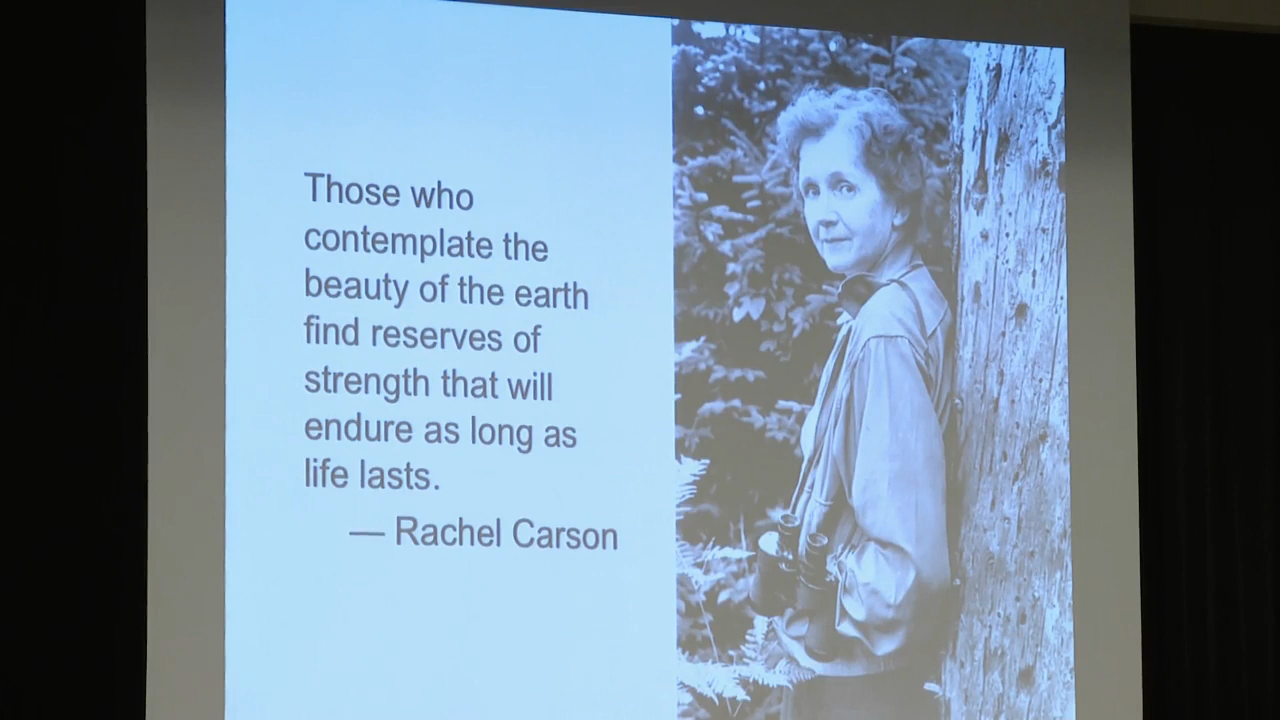 Those who
contemplate the
beauty of the earth
find reserves of
strength that will
endure as long as
life lasts.
— Rachel Carson